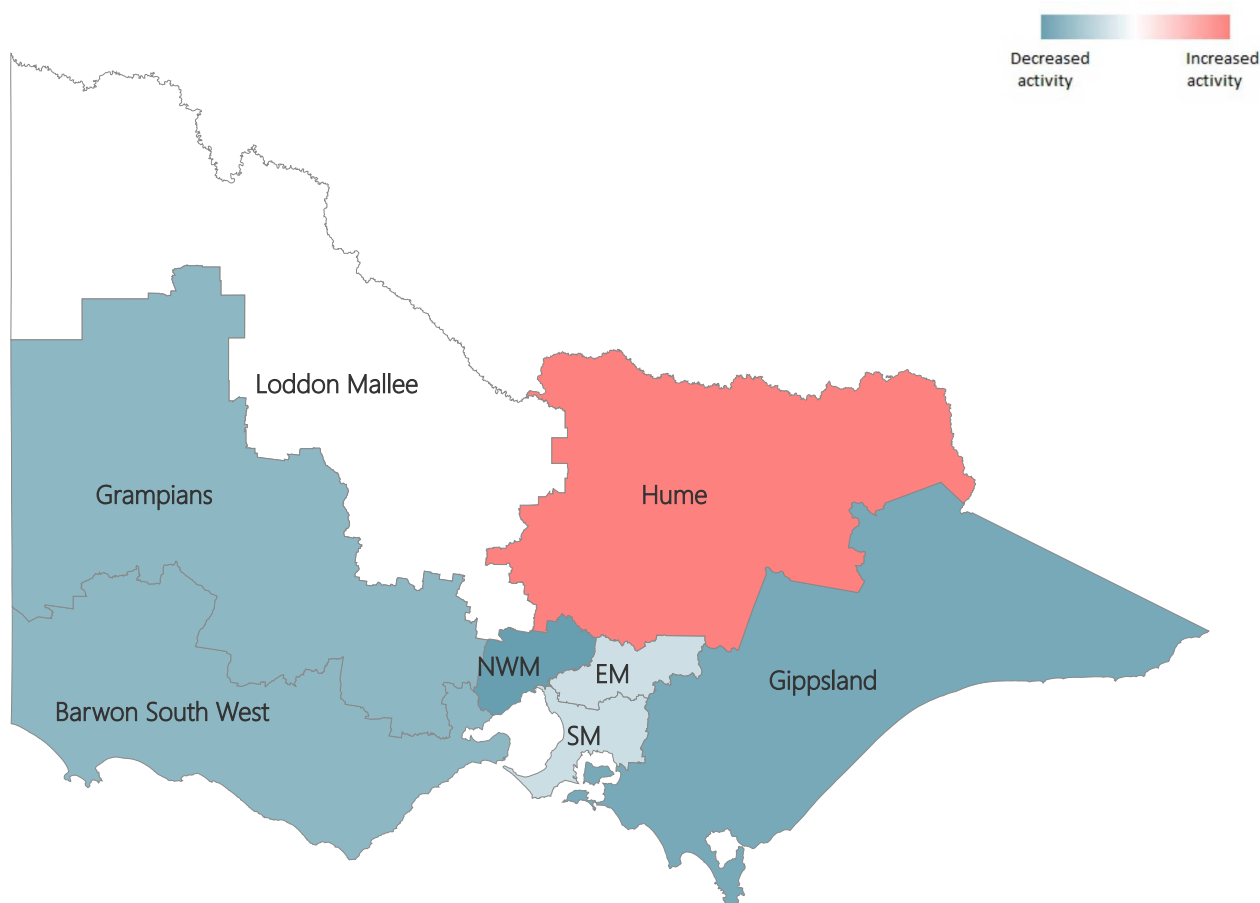 Decreased
activity
Increased
activity
Loddon Mallee
Grampians
Hume
NWM
EM
Gippsland
Barwon South West
SM